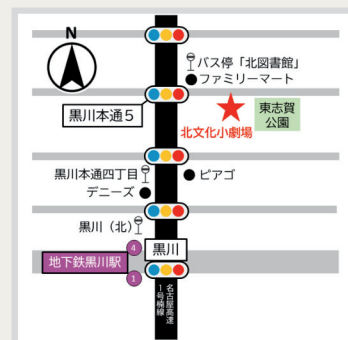 N
バス停「北図書館」
ファミリーマート
黒川本通5
東志賀
公園
北文化小劇場
黒川本通四丁目
ピアゴ
デニーズ
黒川（北）
4
黒川
地下鉄黒川駅
1
名古屋高速
1号楠線